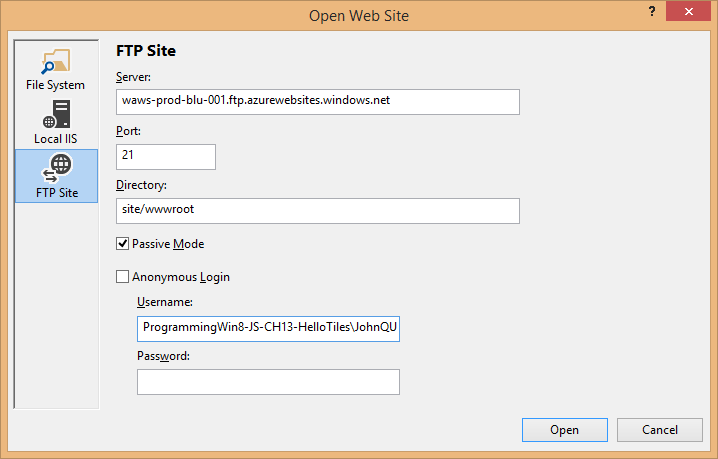 Open Web Site
?
File System
Local IIS
FTP Site
FTP Site
Server:
waws-prod-blu-001.ftp.azurewebsites.windows.net
Port:
21
Directory:
site/wwwroot
Passive Mode
Anonymous Login
Username:
ProgrammingWin8-JS-CH13-HelloTiles\JohnQU
Password:
Open
Cancel